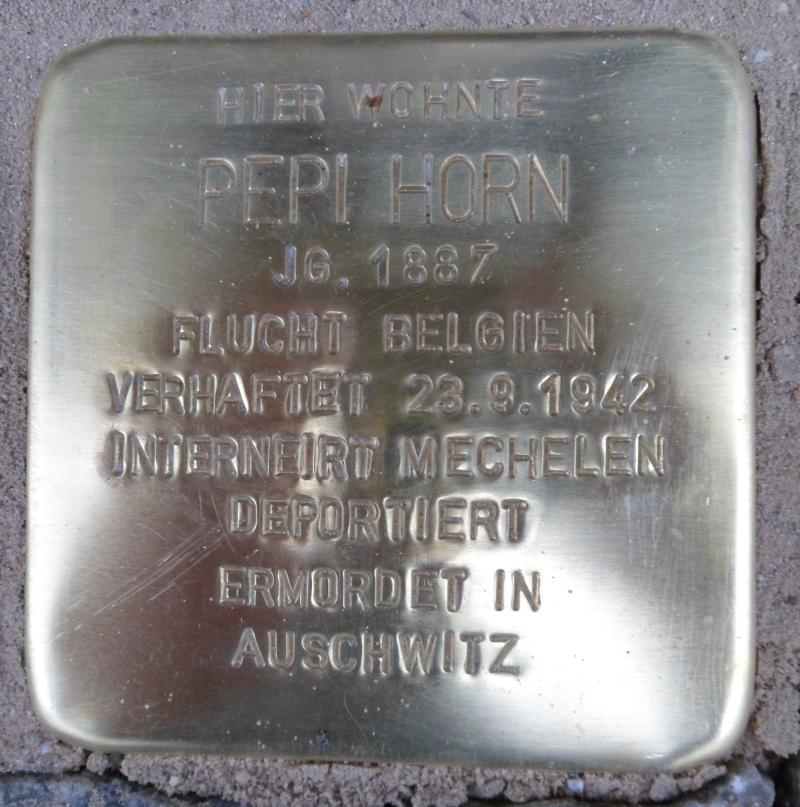 HIER WOHNTE
PEPI HORN
JG. 1887
FLUCHT BELGIEN
VERHAFTET 23.9.1942
INTERNEIRT MECHELEN
DEPORTIERT
ERMORDET IN
AUSCHWITZ